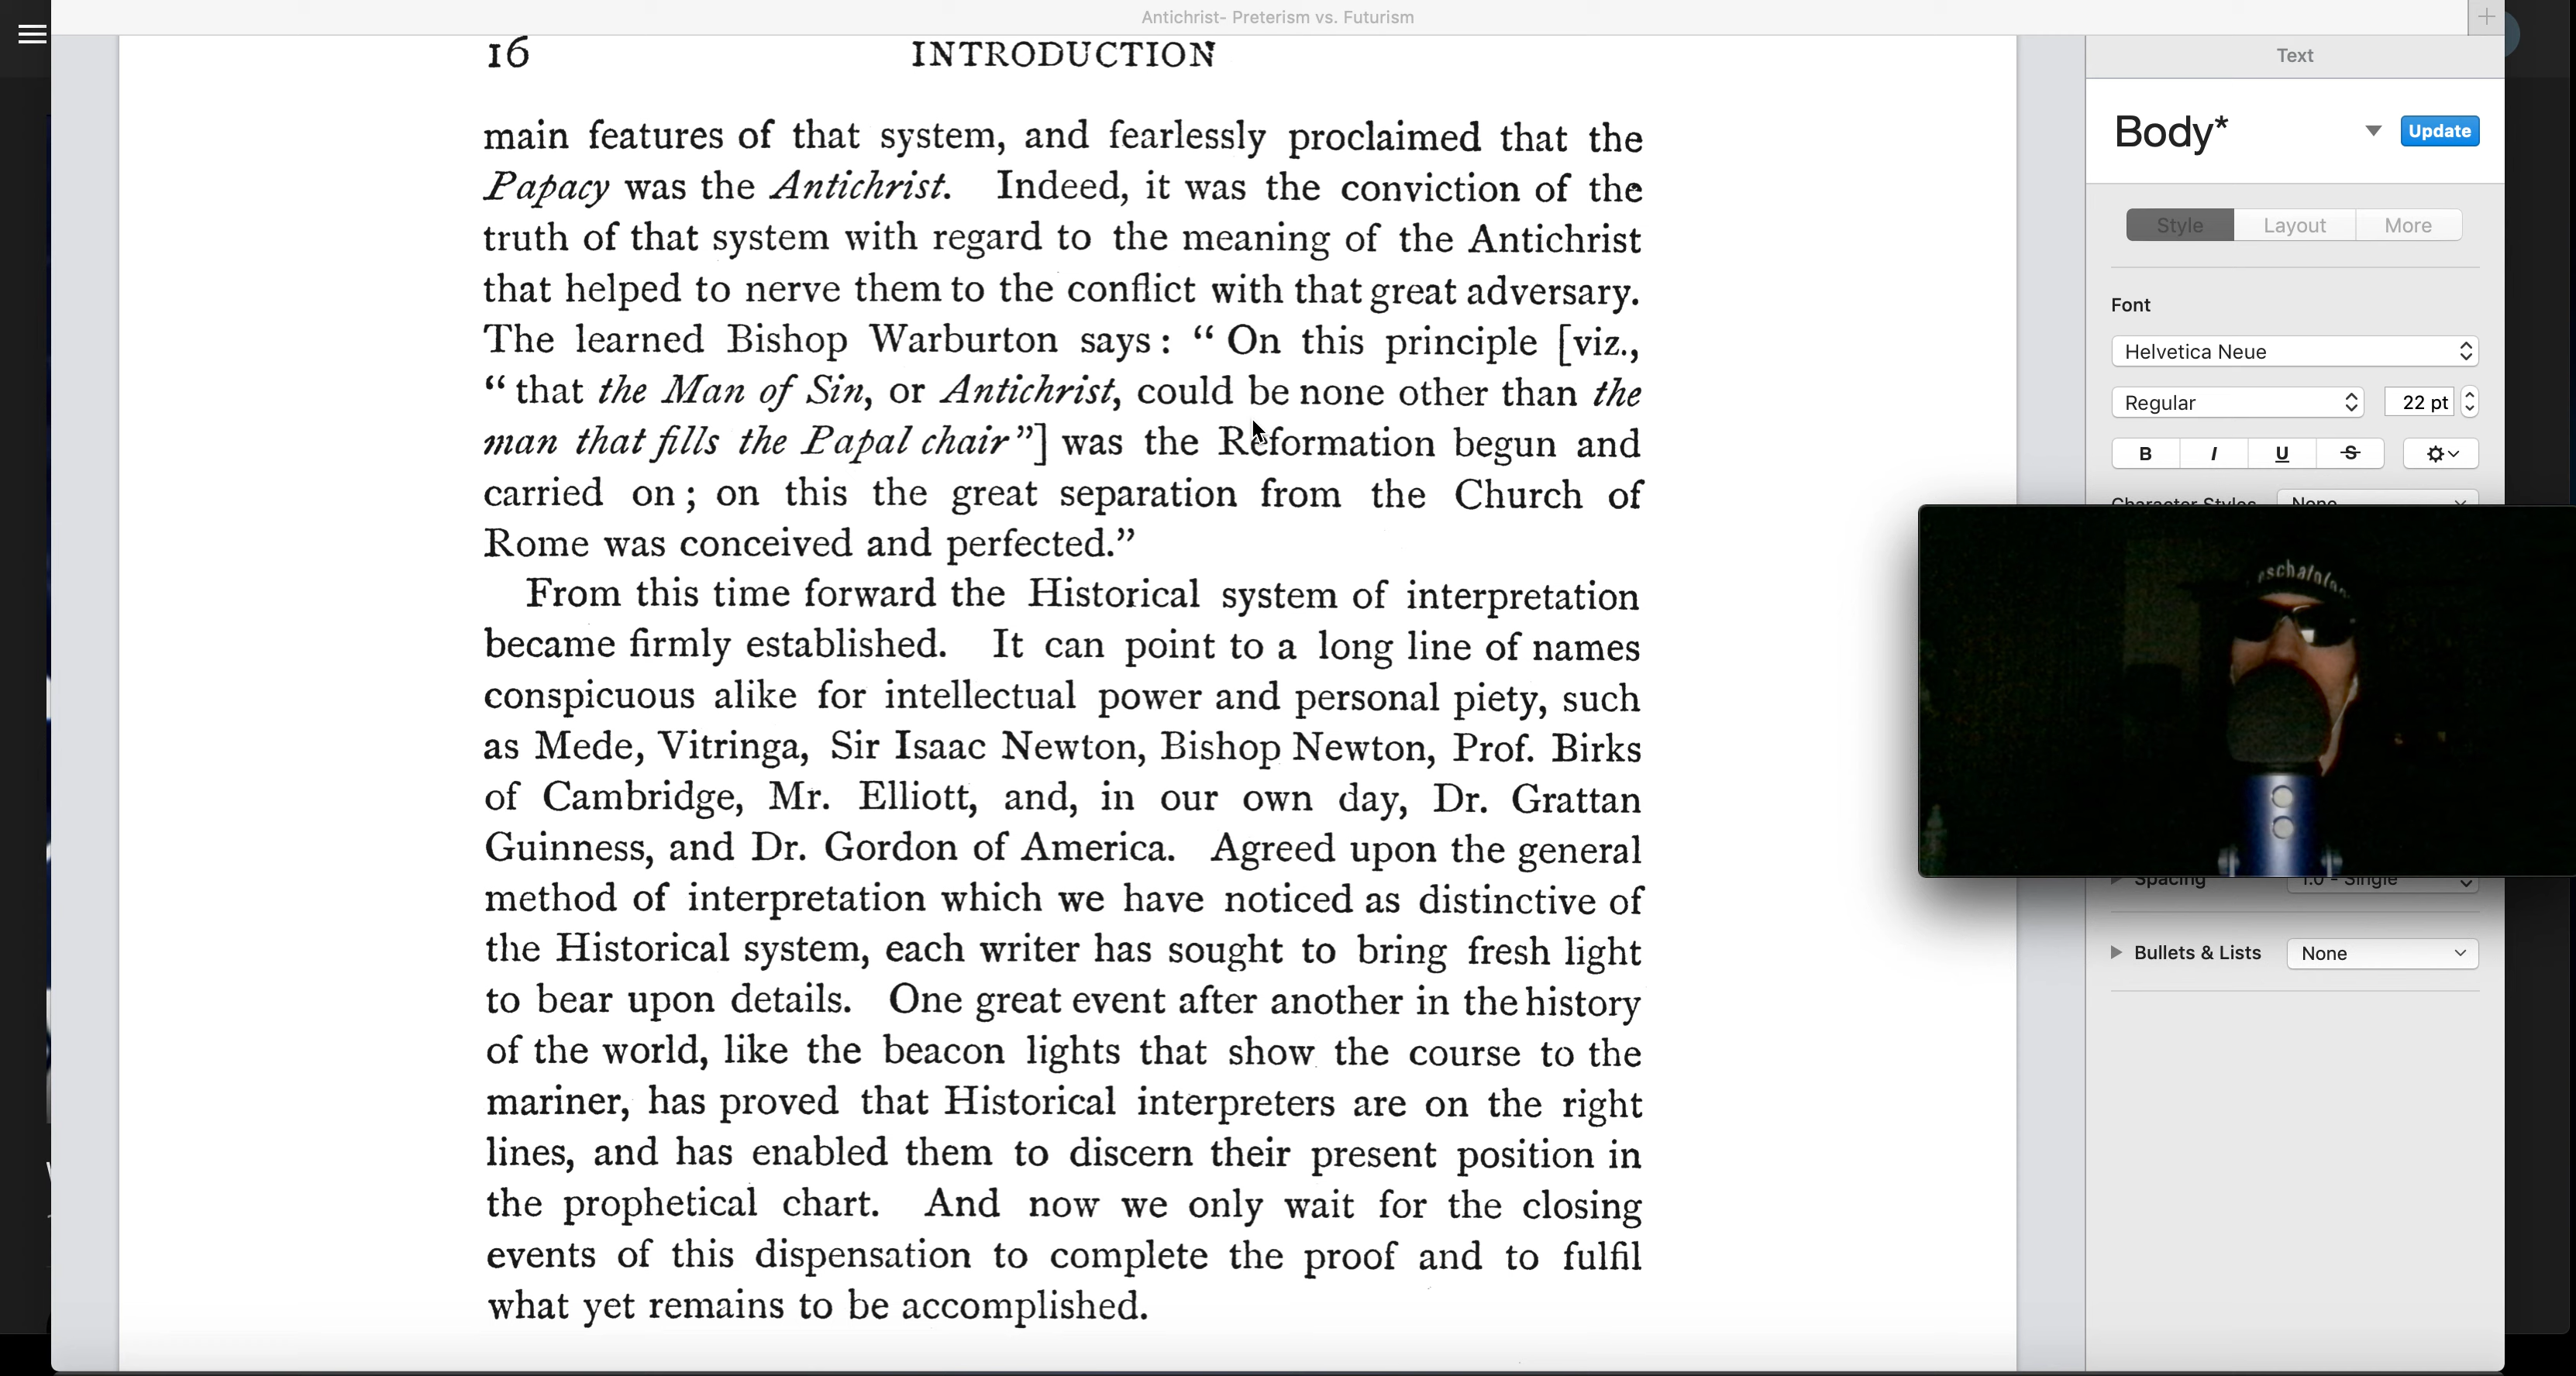 Antichrist- Preterism vs. Futurism
16 INTRODUCTION
main features of that system, and fearlessly proclaimed that the
Papacy was the Antichrist. Indeed, it was the conviction of the
truth of that system with regard to the meaning of the Antichrist
that helped to nerve them to the conflict with that great adversary.
The learned Bishop Warburton says: “ On this principle [viz.,
“ that the Man of Sin, or Antichrist, could be none other than the
man that fills the Papal chair ”] was the Reformation begun and
carried on; on this the great separation from the Church of
Rome was conceived and perfected.”
From this time forward the Historical system of interpretation
became firmly established. It can point to a long line of names
conspicuous alike for intellectual power and personal piety, such
as Mede, Vitringa, Sir Isaac Newton, Bishop Newton, Prof. Birks
of Cambridge, Mr. Elliott, and, in our own day, Dr. Grattan
Guinness, and Dr. Gordon of America. Agreed upon the general
method of interpretation which we have noticed as distinctive of
the Historical system, each writer has sought to bring fresh light
to bear upon details. One great event after another in the history
of the world, like the beacon lights that show the course to the
mariner, has proved that Historical interpreters are on the right
lines, and has enabled them to discern their present position in
the prophetical chart. And now we only wait for the closing
events of this dispensation to complete the proof and to fulfil
what yet remains to be accomplished.
Text
Body*
Update
Style Layout More
Font
Helvetica Neue
Regular 22 pt
B I U S
Character Styles None
Spacing 1.0 - Single
Bullets & Lists None